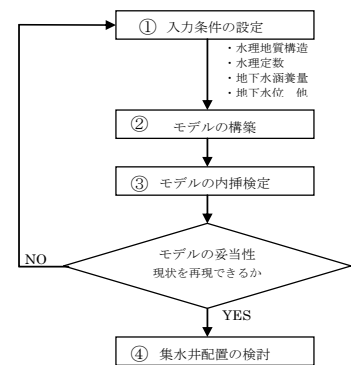 ① 入力条件の設定
・水理地質構造
・水理定数
・地下水涵養量
・地下水位　他
② モデルの構築
③ モデルの内挿検定
モデルの妥当性
現状を再現できるか
NO
YES
④ 集水井配置の検討